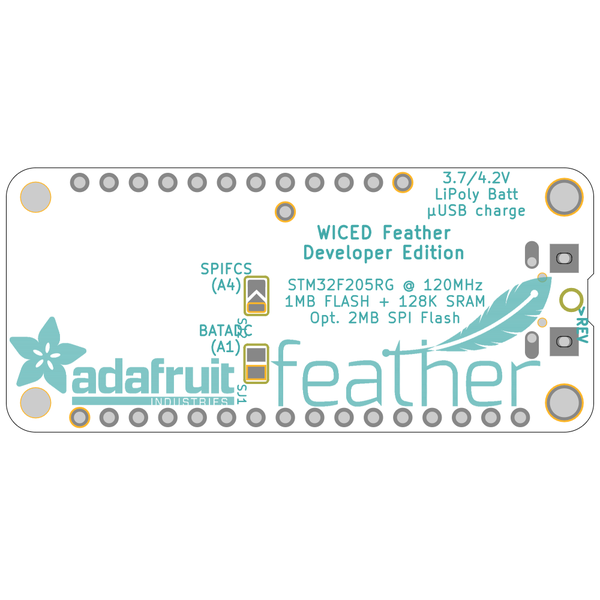 3.7/4.2V
LiPoly Batt
µUSB charge
WICED Feather
Developer Edition
SPIFCS
(A4)
STM32F205RG @ 120MHz
1MB FLASH + 128K SRAM
Opt. 2MB SPI Flash
>REV
BATADC
(A1)
adafruit
INDUSTRIES
feather
SJ1